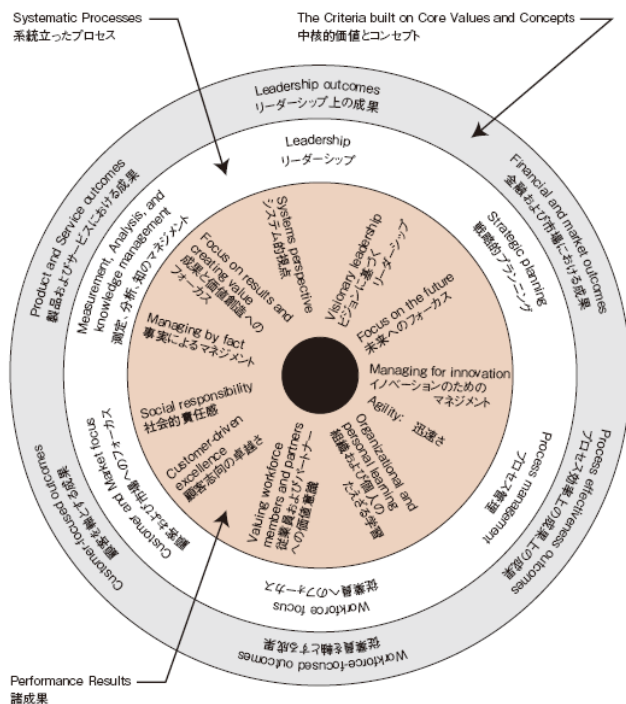 Systematic Processes
系統立ったプロセス
The Criteria built on Core Values and Concepts
中核的価値とコンセプト
Leadership outcomes
リーダーシップ上の成果
Financial and market outcomes
金融および市場における成果
Process effectiveness outcomes
プロセス効率上の成果上の成果
Workforce-focused outcomes
従業員を軸とする成果
Customer-focused outcomes
顧客を軸とする成果
Product and Service outcomes
製品およびサービスにおける成果
Leadership
リーダーシップ
Strategic planning
戦略的プランニング
Process management
プロセス管理
Workforce focus
従業員へのフォーカス
Customer and Market focus
顧客および市場へのフォーカス
Measurement, Analysis, and
knowledge management
測定、分析、知のマネジメント
Systems perspective
システム的視点
Visionary leadership
ビジョンに基づく
リーダーシップ
Focus on the future
未来へのフォーカス
Managing for innovation
イノベーションのための
マネジメント
Agility: 迅速さ
Organizational and
personal learning
組織および個人の
たえざる学習
Valuing workforce
members and partners
従業員およびパートナー
への価値意識
Customer-driven
excellence
顧客志向の卓越さ
Social responsibility
社会的責任感
Managing by fact
事実によるマネジメント
Focus on results and
creating value
成果と価値創造への
フォーカス
Performance Results
諸成果